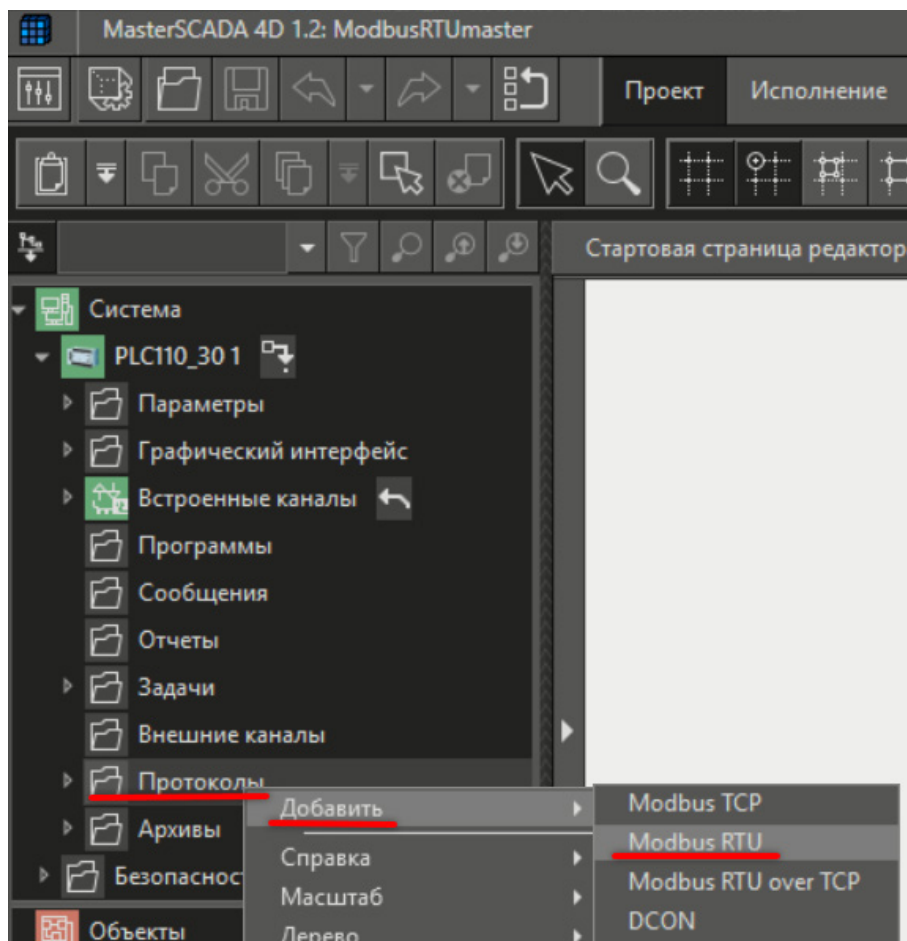 MasterSCADA 4D 1.2: ModbusRTUmaster
Проект Исполнение
Стартовая страница редактор
Система
PLC110_30 1
Параметры
Графический интерфейс
Встроенные каналы
Программы
Сообщения
Отчеты
Задачи
Внешние каналы
Протоколы
Архивы
Безопаснос
Объекты
Добавить
Справка
Масштаб
Дерево
Modbus TCP
Modbus RTU
Modbus RTU over TCP
DCON